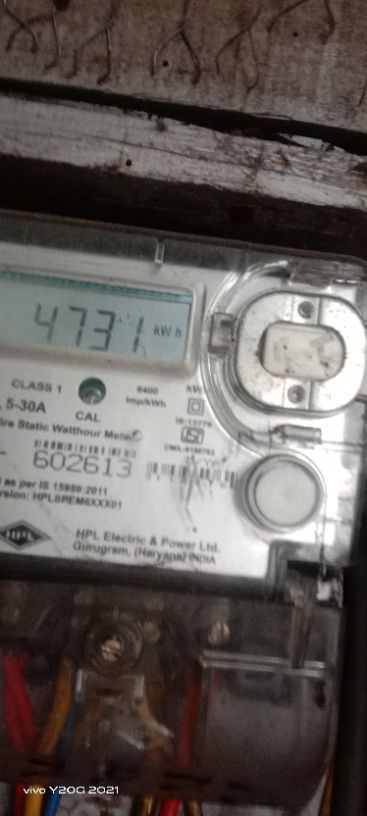 4731 kWh
CLASS 1
6400
imp/kWh
kW
5-30A
CAL
IS:13779
ire Static Watthour Meter
602613
as per IS 15959:2011
ersion: HPLSPEM6XXX01
HPL
HPL Electric & Power Ltd.
Gurugram, (Haryana) INDIA
vivo Y20G 2021